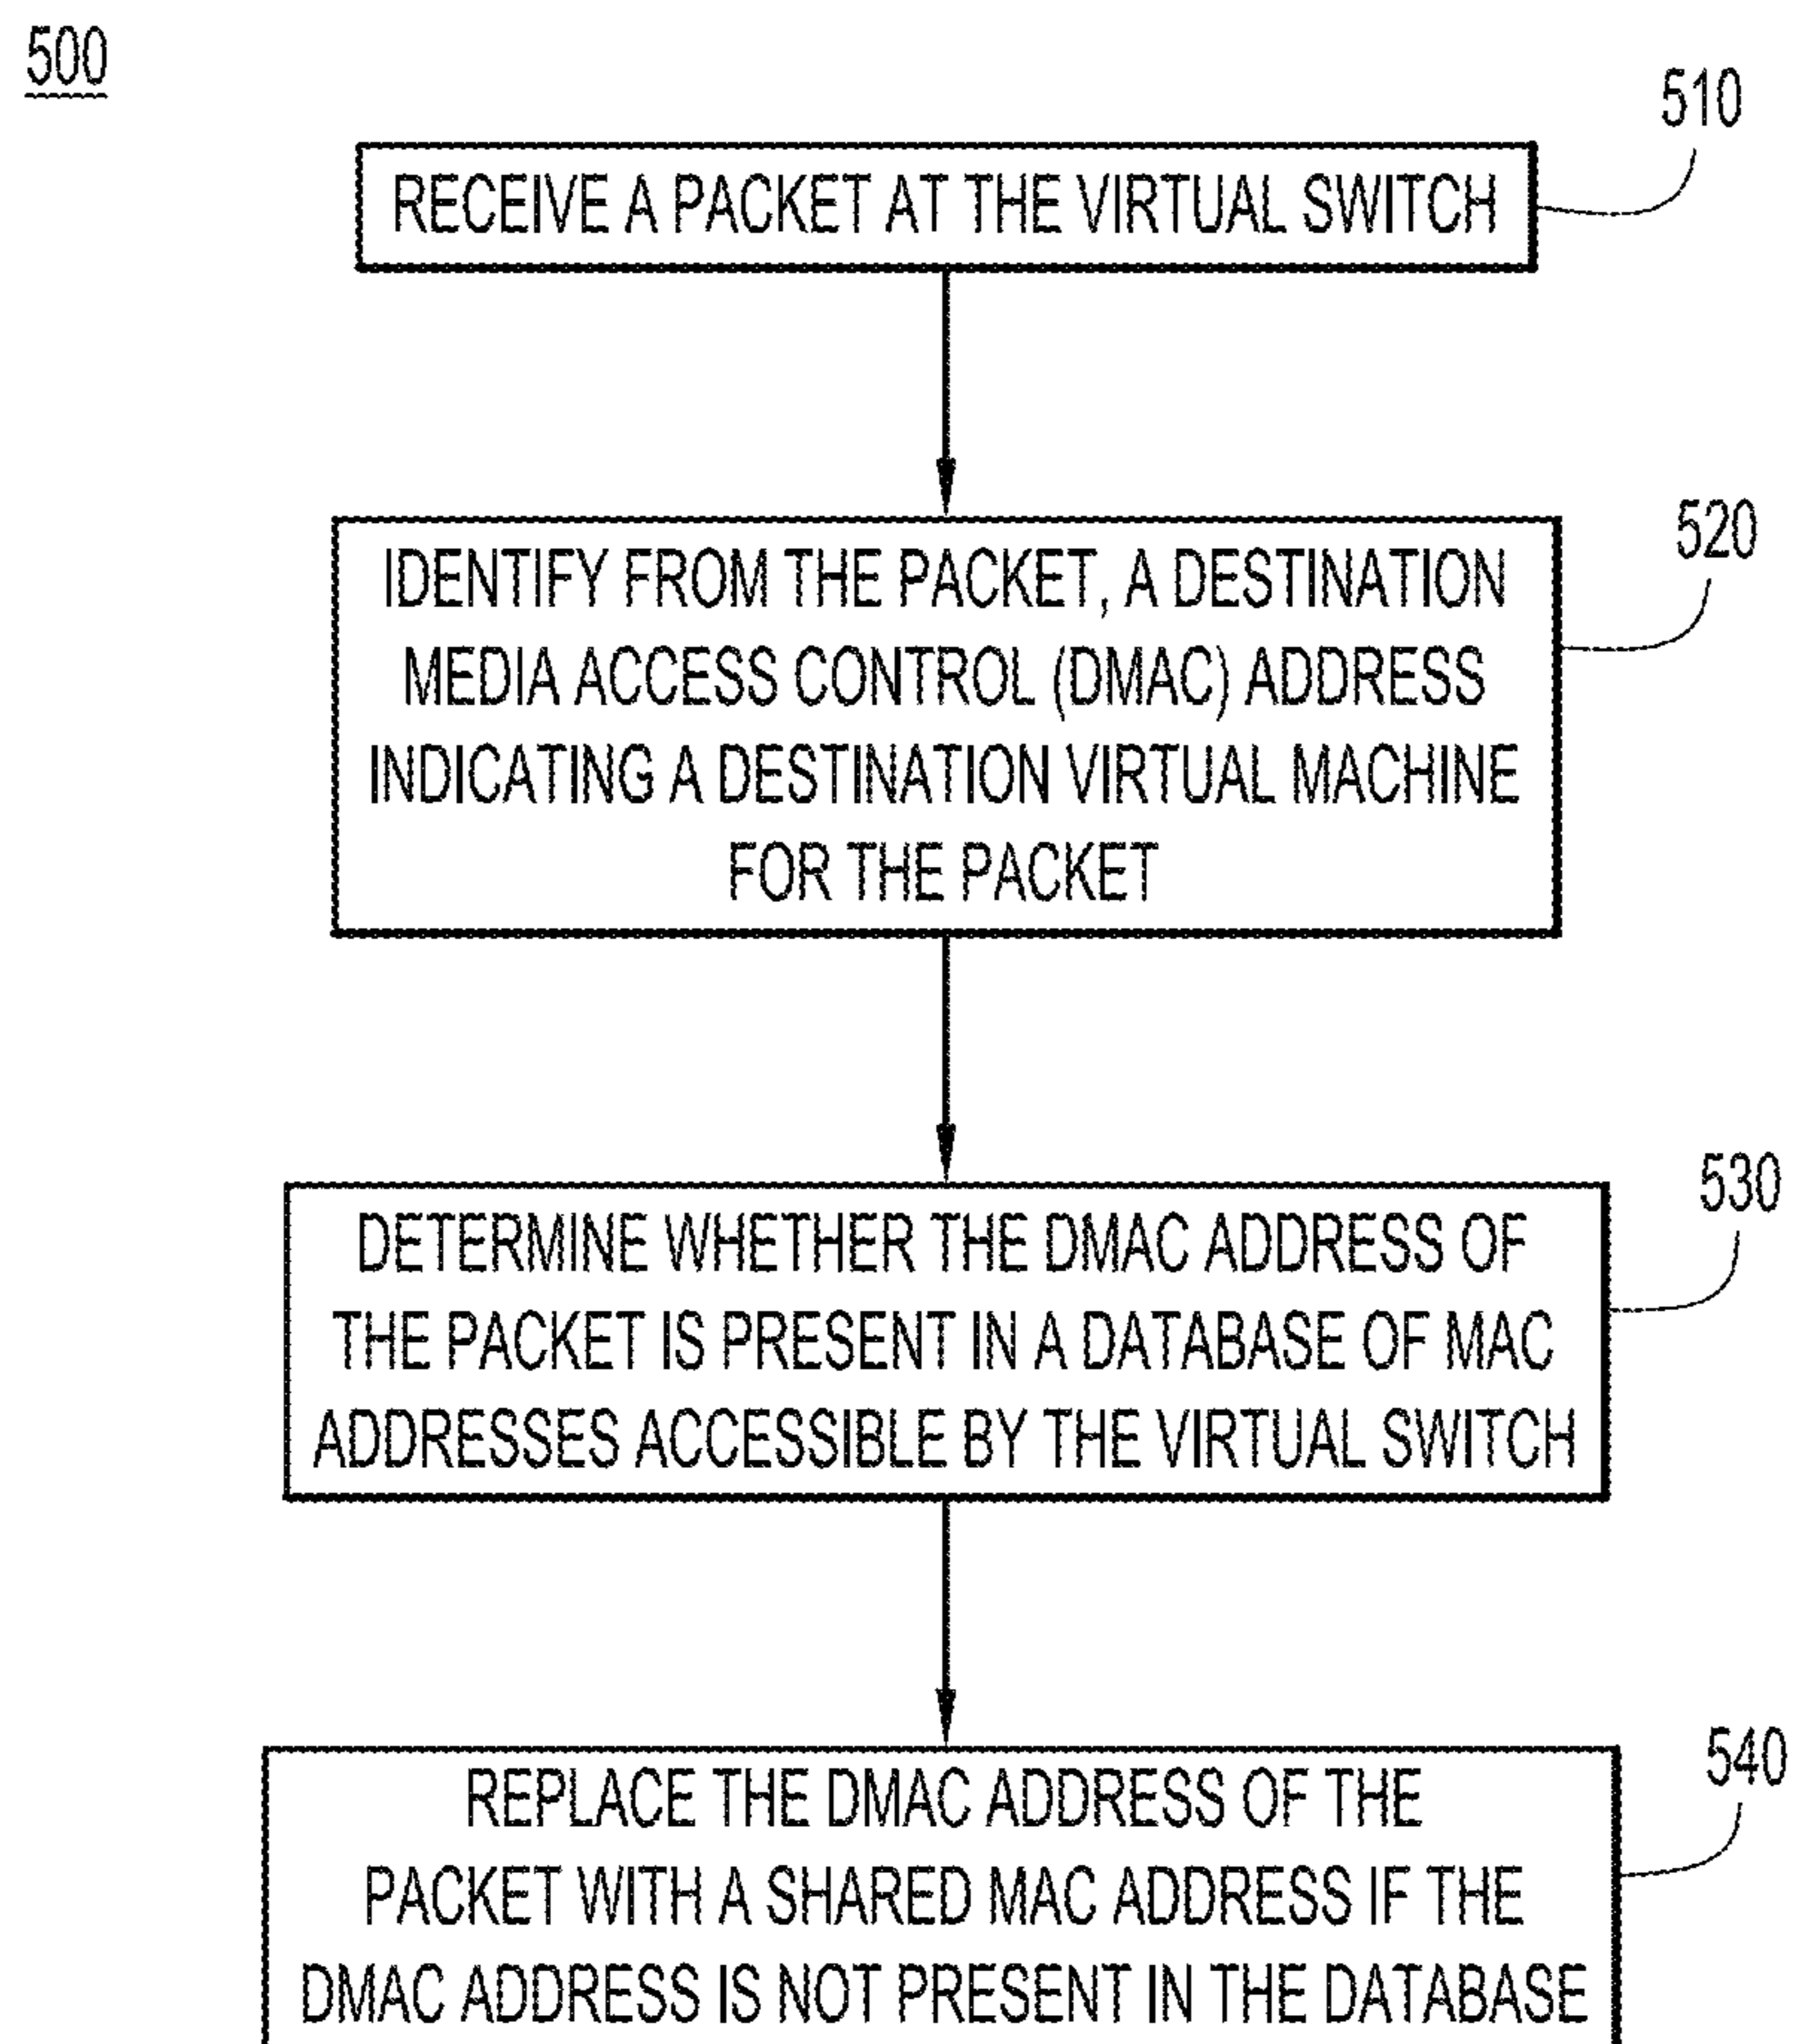 500
510
RECEIVE A PACKET AT THE VIRTUAL SWITCH
520
IDENTIFY FROM THE PACKET, A DESTINATION
MEDIA ACCESS CONTROL (DMAC) ADDRESS
INDICATING A DESTINATION VIRTUAL MACHINE
FOR THE PACKET
530
DETERMINE WHETHER THE DMAC ADDRESS OF
THE PACKET IS PRESENT IN A DATABASE OF MAC
ADDRESSES ACCESSIBLE BY THE VIRTUAL SWITCH
540
REPLACE THE DMAC ADDRESS OF THE
PACKET WITH A SHARED MAC ADDRESS IF THE
DMAC ADDRESS IS NOT PRESENT IN THE DATABASE